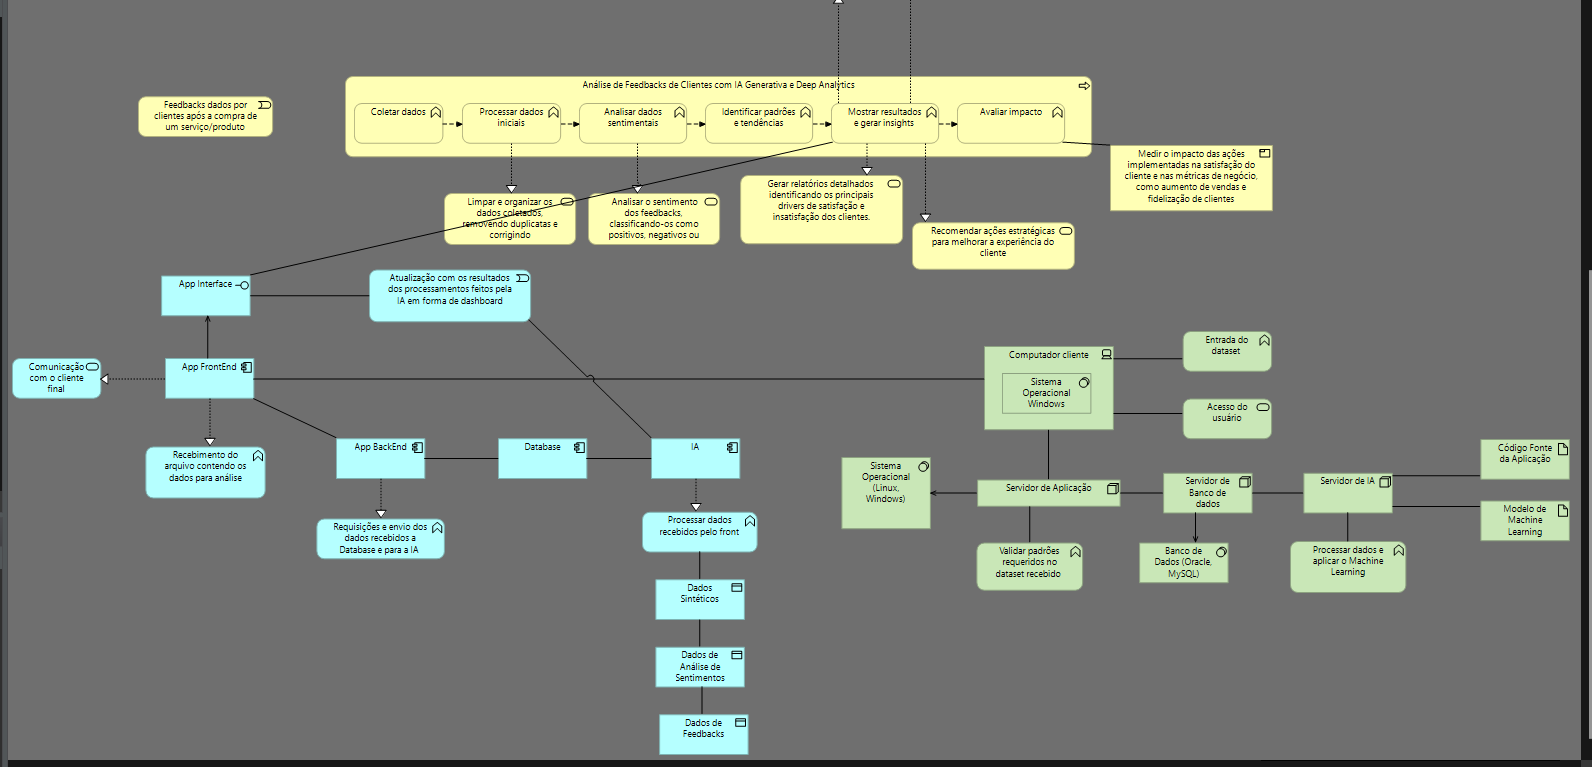 Análise de Feedbacks de Clientes com IA Generativa e Deep Analytics
Feedbacks dados por
clientes após a compra de
um serviço/produto
Coletar dados
Processar dados
iniciais
Analisar dados
sentimentais
Identificar padrões
e tendências
Mostrar resultados
e gerar insights
Avaliar impacto
Medir o impacto das ações
implementadas na satisfação do
cliente e nas métricas de negócio,
como aumento de vendas e
fidelização de clientes
Limpar e organizar os
dados coletados,
removendo duplicatas e
corrigindo
Analisar o sentimento
dos feedbacks,
classificando-os como
positivos, negativos ou
Gerar relatórios detalhados
identificando os principais
drivers de satisfação e
insatisfação dos clientes.
Recomendar ações estratégicas
para melhorar a experiência do
cliente
App Interface
Atualização com os resultados
dos processamentos feitos pela
IA em forma de dashboard
Comunicação
com o cliente
final
App FrontEnd
Computador cliente
Sistema
Operacional
Windows
Entrada do
dataset
Acesso do
usuário
Recebimento do
arquivo contendo os
dados para análise
App BackEnd
Database
IA
Sistema
Operacional
(Linux,
Windows)
Servidor de Aplicação
Servidor de
Banco de
dados
Servidor de IA
Código Fonte
da Aplicação
Modelo de
Machine
Learning
Requisições e envio dos
dados recebidos a
Database e para a IA
Processar dados
recebidos pelo front
Validar padrões
requeridos no
dataset recebido
Banco de
Dados (Oracle,
MySQL)
Processar dados e
aplicar o Machine
Learning
Dados
Sintéticos
Dados de
Análise de
Sentimentos
Dados de
Feedbacks